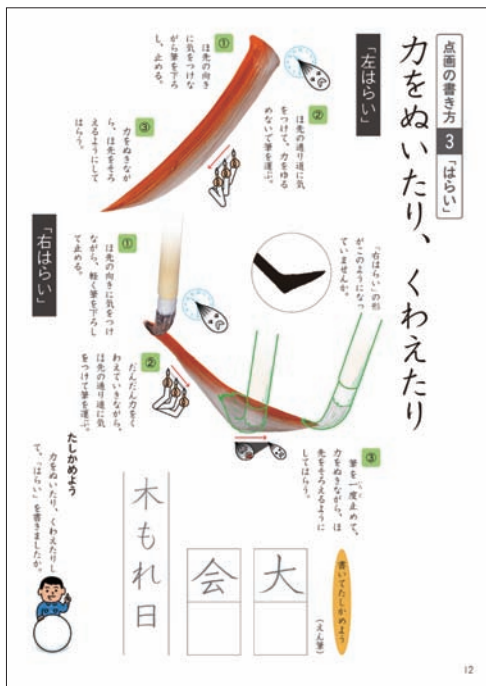 点画の書き方 3 「はらい」
力をぬいたり、くわえたり
「左はらい」
①
ほ先の向き
に気をつけな
がら筆を下ろ
し、止める。
②
ほ先の通り道に気
をつけて、力をゆる
めないで筆を運ぶ。
③
力をぬきなが
ら、ほ先をそろ
えるようにして
はらう。
「右はらい」の形
がこのようになっ
ていませんか。
「右はらい」
①
ほ先の向きに気をつけ
ながら、軽く筆を下ろし
て止める。
②
だんだん力をく
わえていきながら、
ほ先の通り道に気
をつけて筆を運ぶ。
③
筆を一度止めて、
力をぬきながら、ほ
先をそろえるように
してはらう。
書いてたしかめよう
(えん筆)
大
会
木もれ日
たしかめよう
力をぬいたり、くわえたりし
て、「はらい」を書きましたか。
12